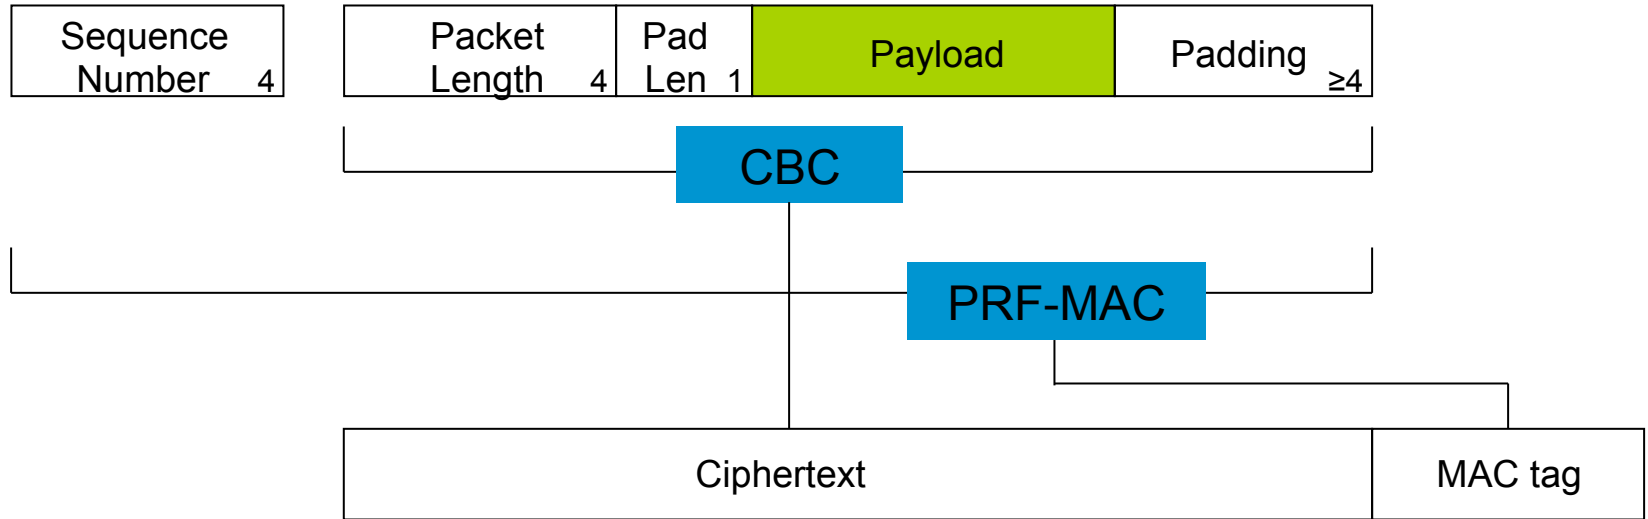 Sequence
Number 4
Packet
Length 4
Pad
Len 1
Payload
Padding
≥4
CBC
PRF-MAC
Ciphertext
MAC tag